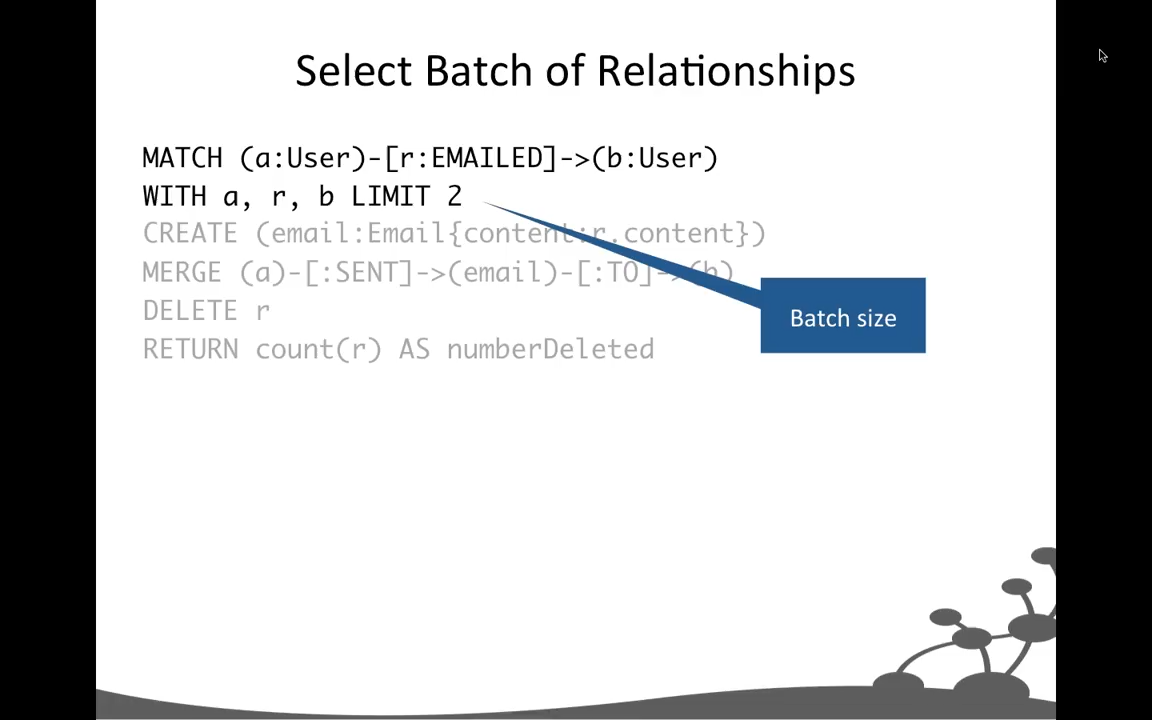 Select Batch of Relationships
MATCH (a:User)-[r:EMAILED]->(b:User)
WITH a, r, b LIMIT 2
CREATE (email:Email{content:r.content})
MERGE (a)-[:SENT]->(email)-[:TO]->(b)
DELETE r
RETURN count(r) AS numberDeleted
Batch size